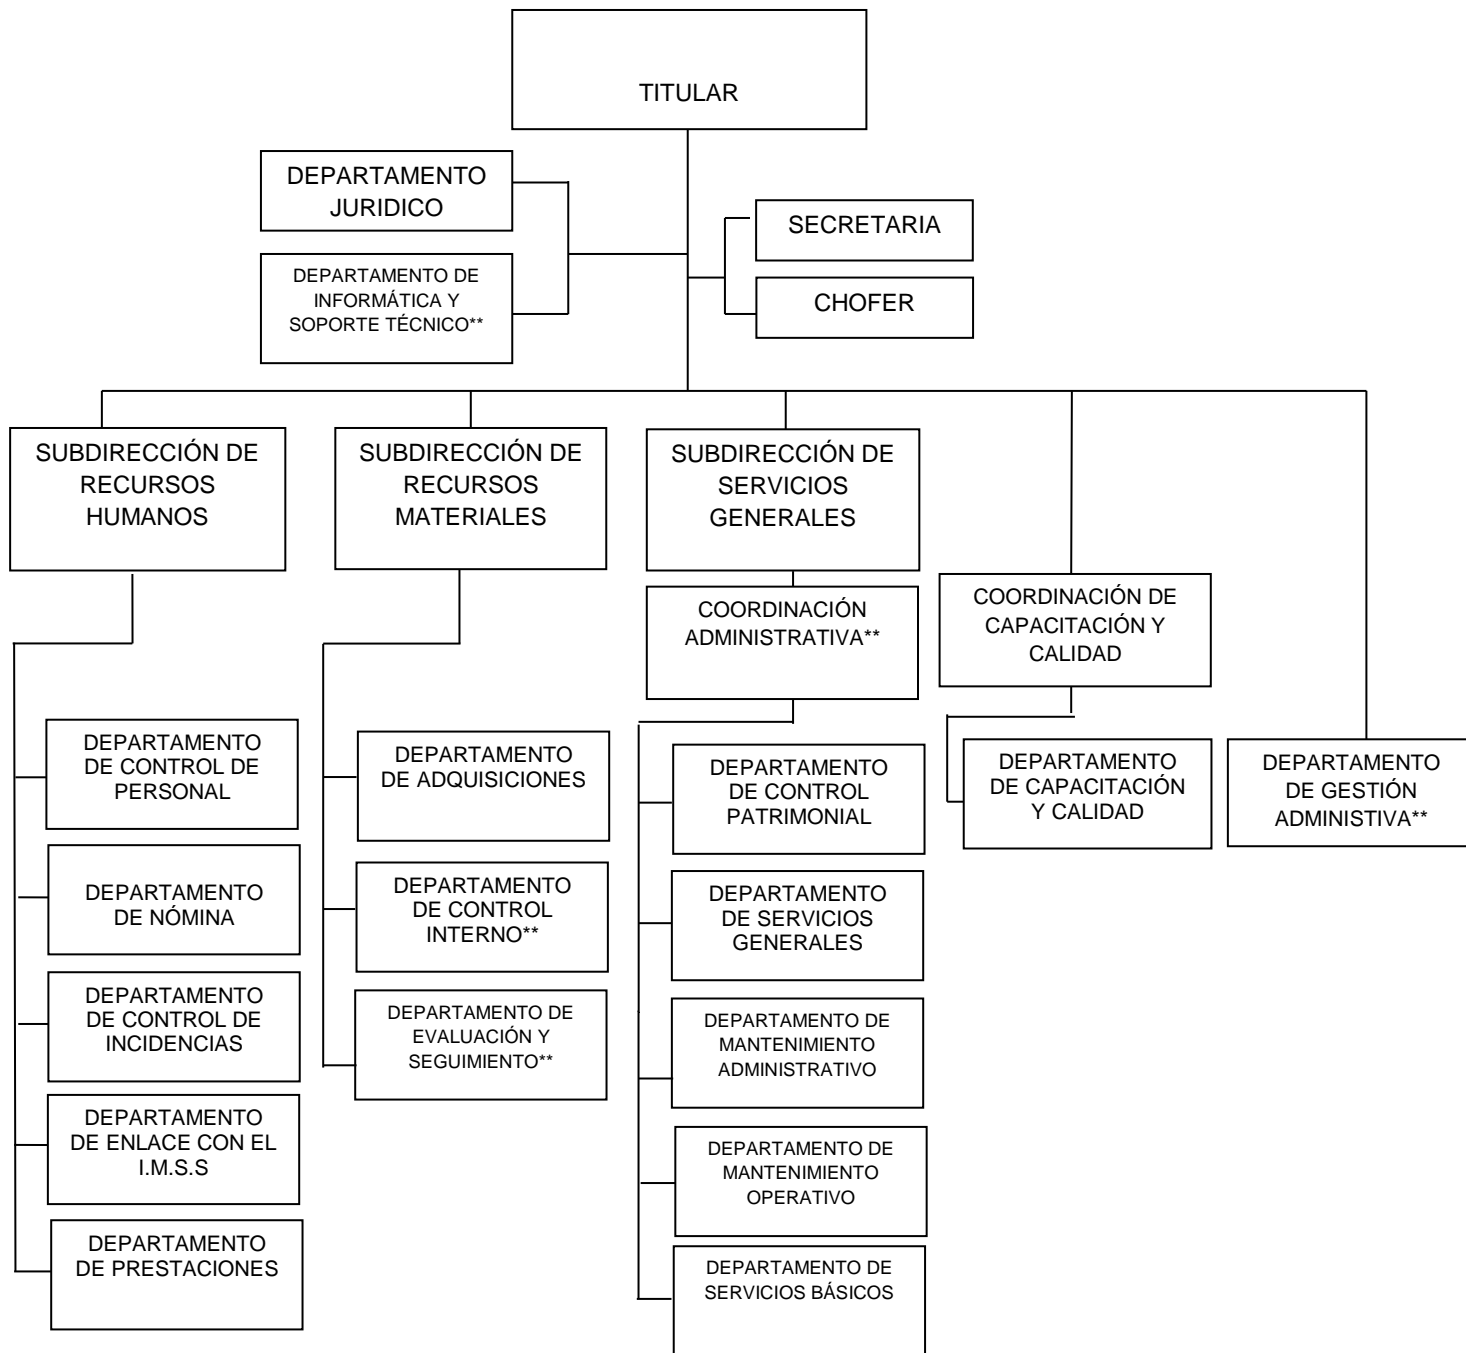 TITULAR
DEPARTAMENTO
JURIDICO
SECRETARIA
DEPARTAMENTO DE
INFORMÁTICA Y
SOPORTE TÉCNICO**
CHOFER
SUBDIRECCIÓN DE
RECURSOS
HUMANOS
SUBDIRECCIÓN DE
RECURSOS
MATERIALES
SUBDIRECCIÓN DE
SERVICIOS
GENERALES
COORDINACIÓN
ADMINISTRATIVA**
COORDINACIÓN DE
CAPACITACIÓN Y
CALIDAD
DEPARTAMENTO
DE CONTROL DE
PERSONAL
DEPARTAMENTO
DE NÓMINA
DEPARTAMENTO
DE CONTROL DE
INCIDENCIAS
DEPARTAMENTO
DE ENLACE CON EL
I.M.S.S
DEPARTAMENTO
DE PRESTACIONES
DEPARTAMENTO
DE ADQUISICIONES
DEPARTAMENTO
DE CONTROL
INTERNO**
DEPARTAMENTO DE
EVALUACIÓN Y
SEGUIMIENTO**
DEPARTAMENTO
DE CONTROL
PATRIMONIAL
DEPARTAMENTO
DE SERVICIOS
GENERALES
DEPARTAMENTO DE
MANTENIMIENTO
ADMINISTRATIVO
DEPARTAMENTO DE
MANTENIMIENTO
OPERATIVO
DEPARTAMENTO DE
SERVICIOS BÁSICOS
DEPARTAMENTO
DE CAPACITACIÓN
Y CALIDAD
DEPARTAMENTO
DE GESTIÓN
ADMINISTIVA**